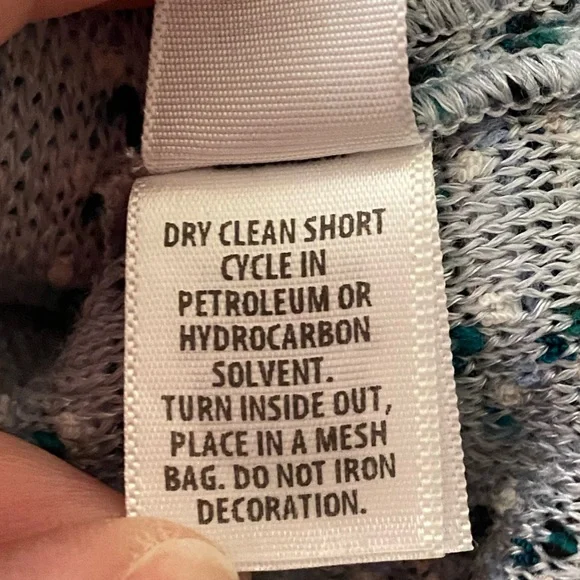 DRY CLEAN SHORT
CYCLE IN
PETROLEUM OR
HYDROCARBON
SOLVENT.
TURN INSIDE OUT,
PLACE IN A MESH
BAG. DO NOT IRON
DECORATION.